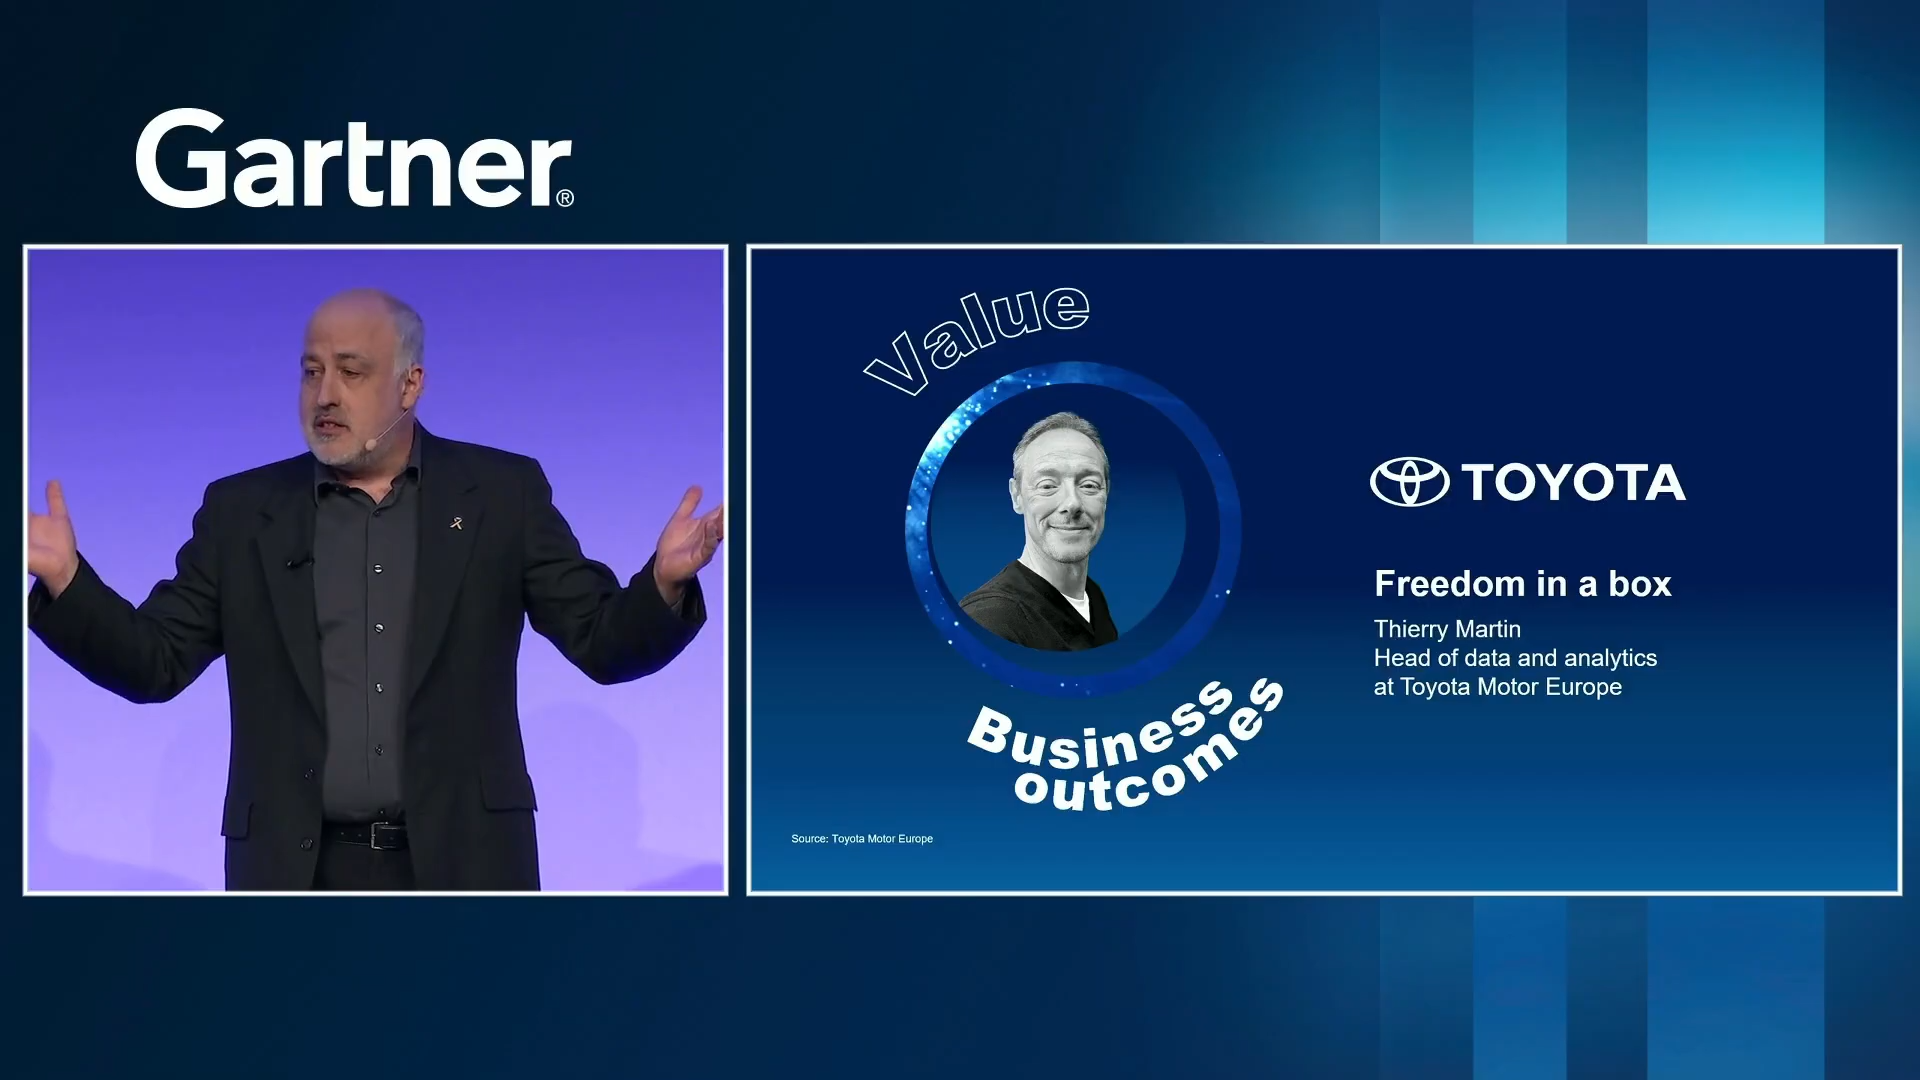 Gartner®
Value
Business
outcomes
TOYOTA
Freedom in a box
Thierry Martin
Head of data and analytics
at Toyota Motor Europe
Source: Toyota Motor Europe